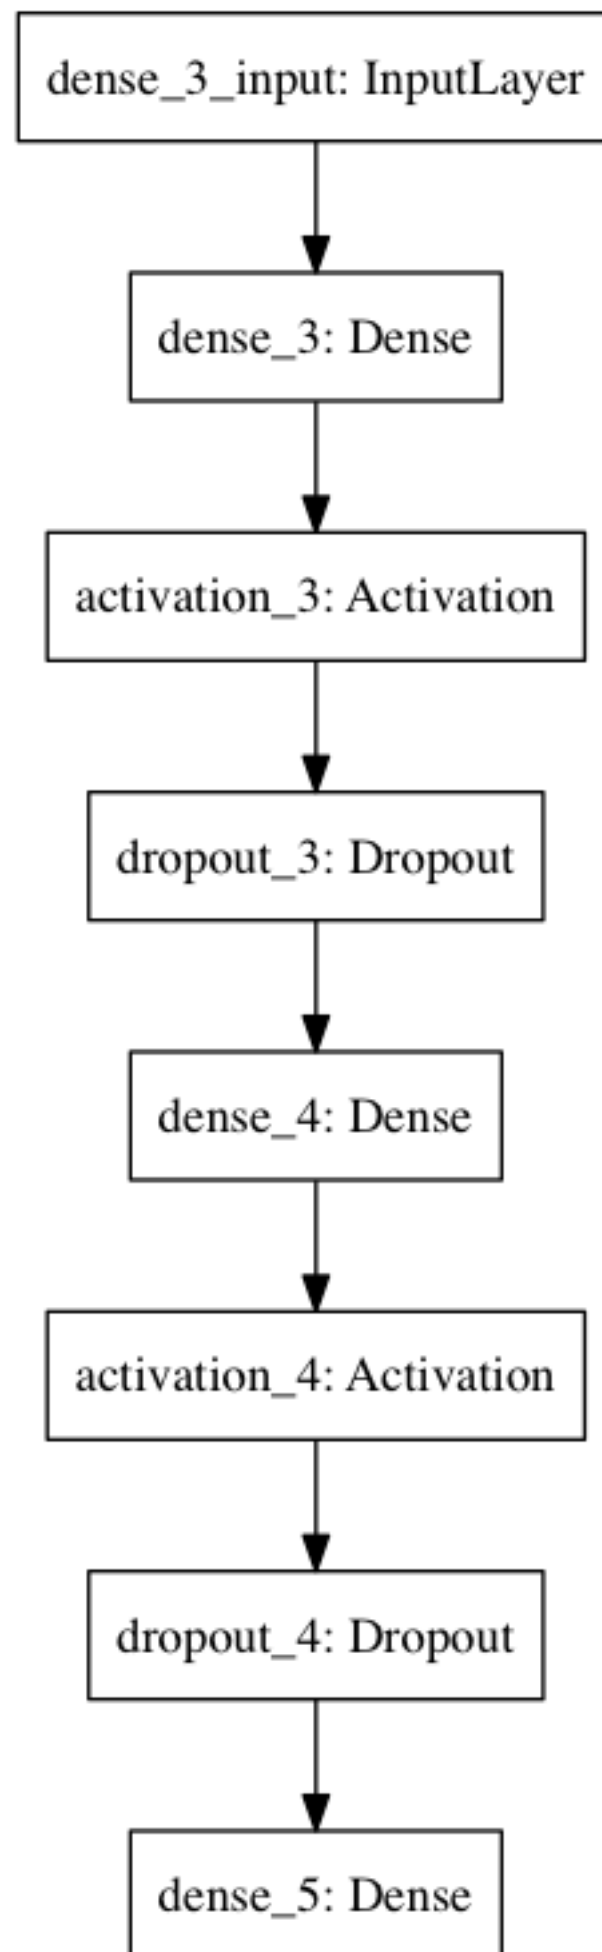 dense_3_input: InputLayer
dense_3: Dense
activation_3: Activation
dropout_3: Dropout
dense_4: Dense
activation_4: Activation
dropout_4: Dropout
dense_5: Dense